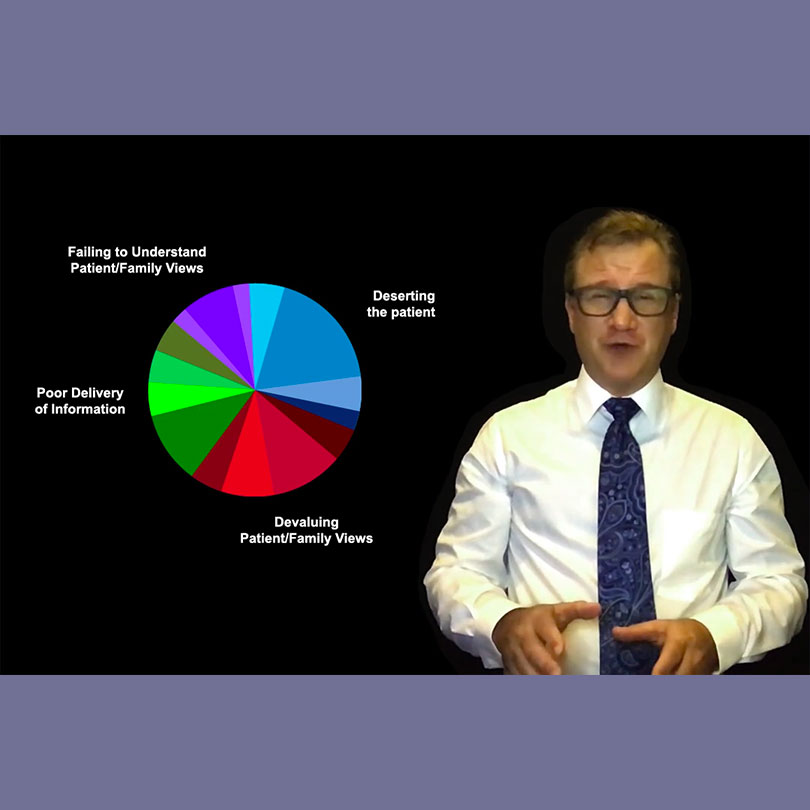 Failing to Understand
Patient/Family Views
Deserting
the patient
Poor Delivery
of Information
Devaluing
Patient/Family Views